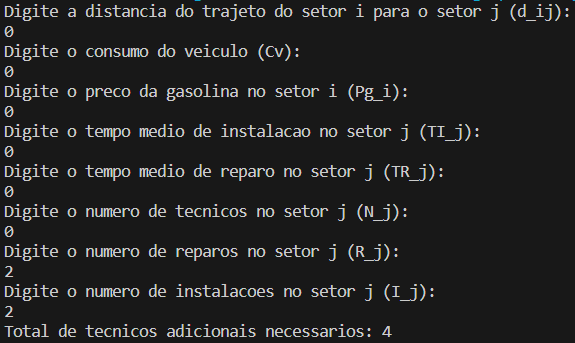 Digite a distancia do trajeto do setor i para o setor j (d_ij):
0
Digite o consumo do veiculo (Cv):
0
Digite o preco da gasolina no setor i (Pg_i):
0
Digite o tempo medio de instalacao no setor j (TI_j):
0
Digite o tempo medio de reparo no setor j (TR_j):
0
Digite o numero de tecnicos no setor j (N_j):
0
Digite o numero de reparos no setor j (R_j):
2
Digite o numero de instalacoes no setor j (I_j):
2
Total de tecnicos adicionais necessarios: 4